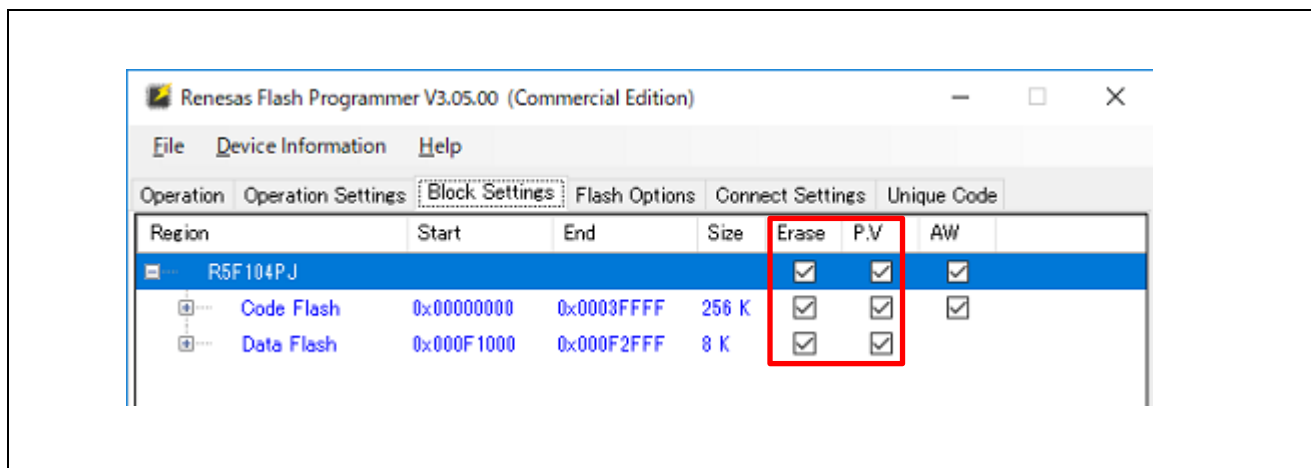 Renesas Flash Programmer V3.05.00 (Commercial Edition)
File Device Information Help
Operation Operation Settings Block Settings Flash Options Connect Settings Unique Code
Region Start End Size Erase P.V AW
R5F104PJ
Code Flash 0x00000000 0x0003FFFF 256 K
Data Flash 0x000F1000 0x000F2FFF 8 K